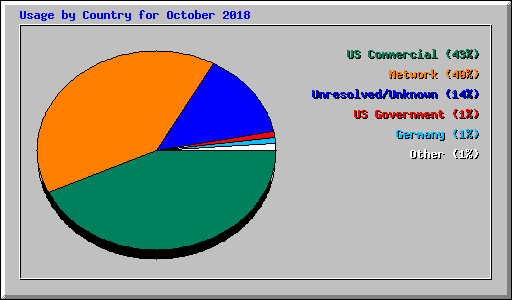 Usage by Country for October 2018
US Commercial (43%)
Network (40%)
Unresolved/Unknown (14%)
US Government (1%)
Germany (1%)
Other (1%)